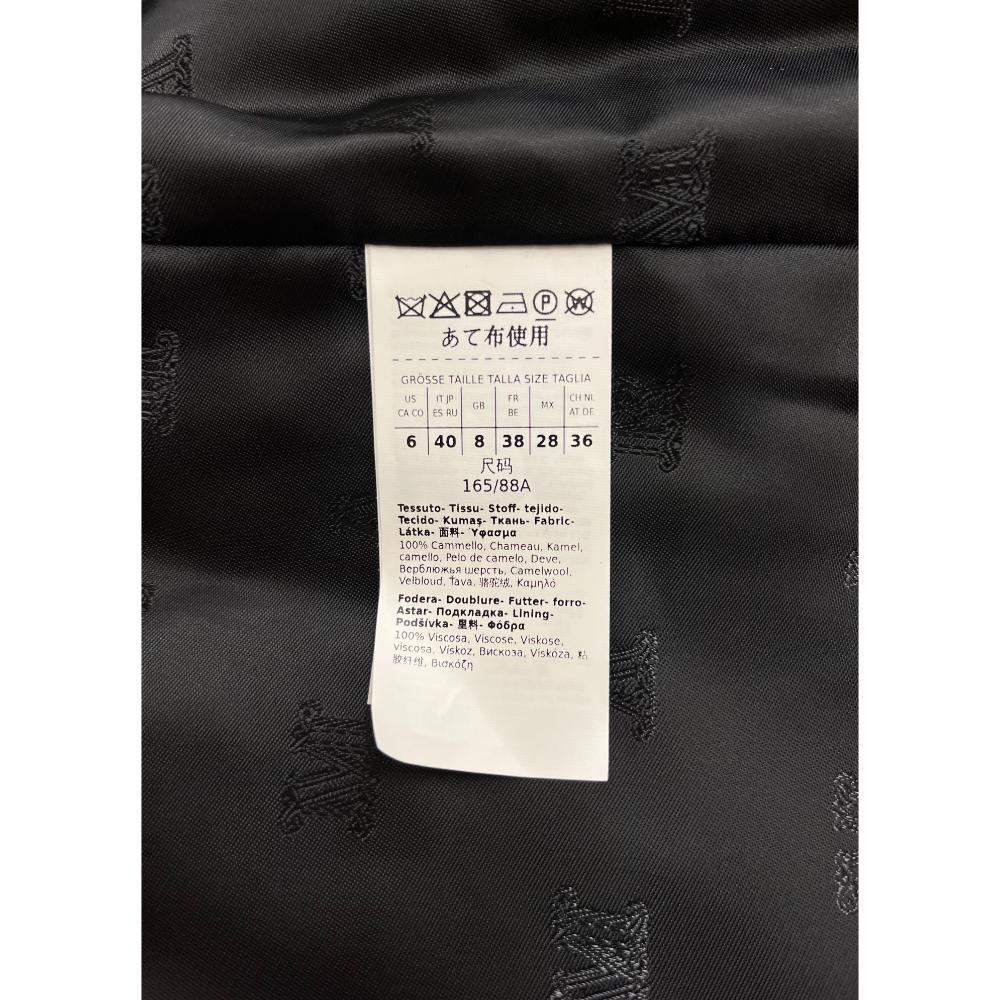 あて布使用
GRÖSSE TAILLE TALLA SIZE TAGLIA
US CA CO IT JP ES RU GB FR BE MX CH NL AT DE
6 40 8 38 28 36
尺码
165/88A
Tessuto- Tissu- Stoff- tejido-
Tecido- Kumaş- Ткань- Fabric-
Látka- 面料- Ύφασμα
100% Cammello, Chameau, Kamel,
camello, Pelo de camelo, Deve,
Верблюжья шерсть, Camelwool,
Velbloud, Ťava, 骆驼绒, Καμηλό
Fodera- Doublure- Futter- forro-
Astar- Подкладка- Lining-
Podšívka- 里料- Φόδρα
100% Viscosa, Viscose, Viskose,
viscosa, Vískoz, Вискоза, Viskóza, 粘
胶纤维, Βισκόζη